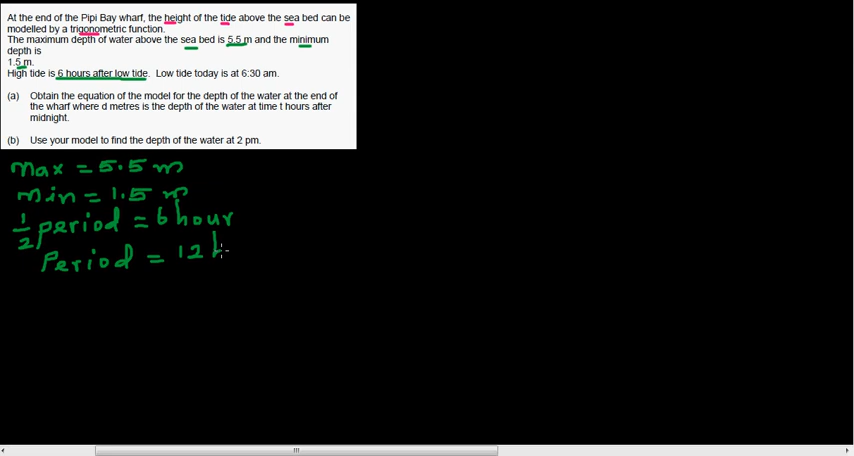 At the end of the Pipi Bay wharf, the height of the tide above the sea bed can be
modelled by a trigonometric function.
The maximum depth of water above the sea bed is 5.5 m and the minimum
depth is
1.5 m.
High tide is 6 hours after low tide. Low tide today is at 6:30 am.
(a) Obtain the equation of the model for the depth of the water at the end of
the wharf where d metres is the depth of the water at time t hours after
midnight.
(b) Use your model to find the depth of the water at 2 pm.
max = 5.5 m
min = 1.5 m
1/2 period = 6 hour
Period = 12 h